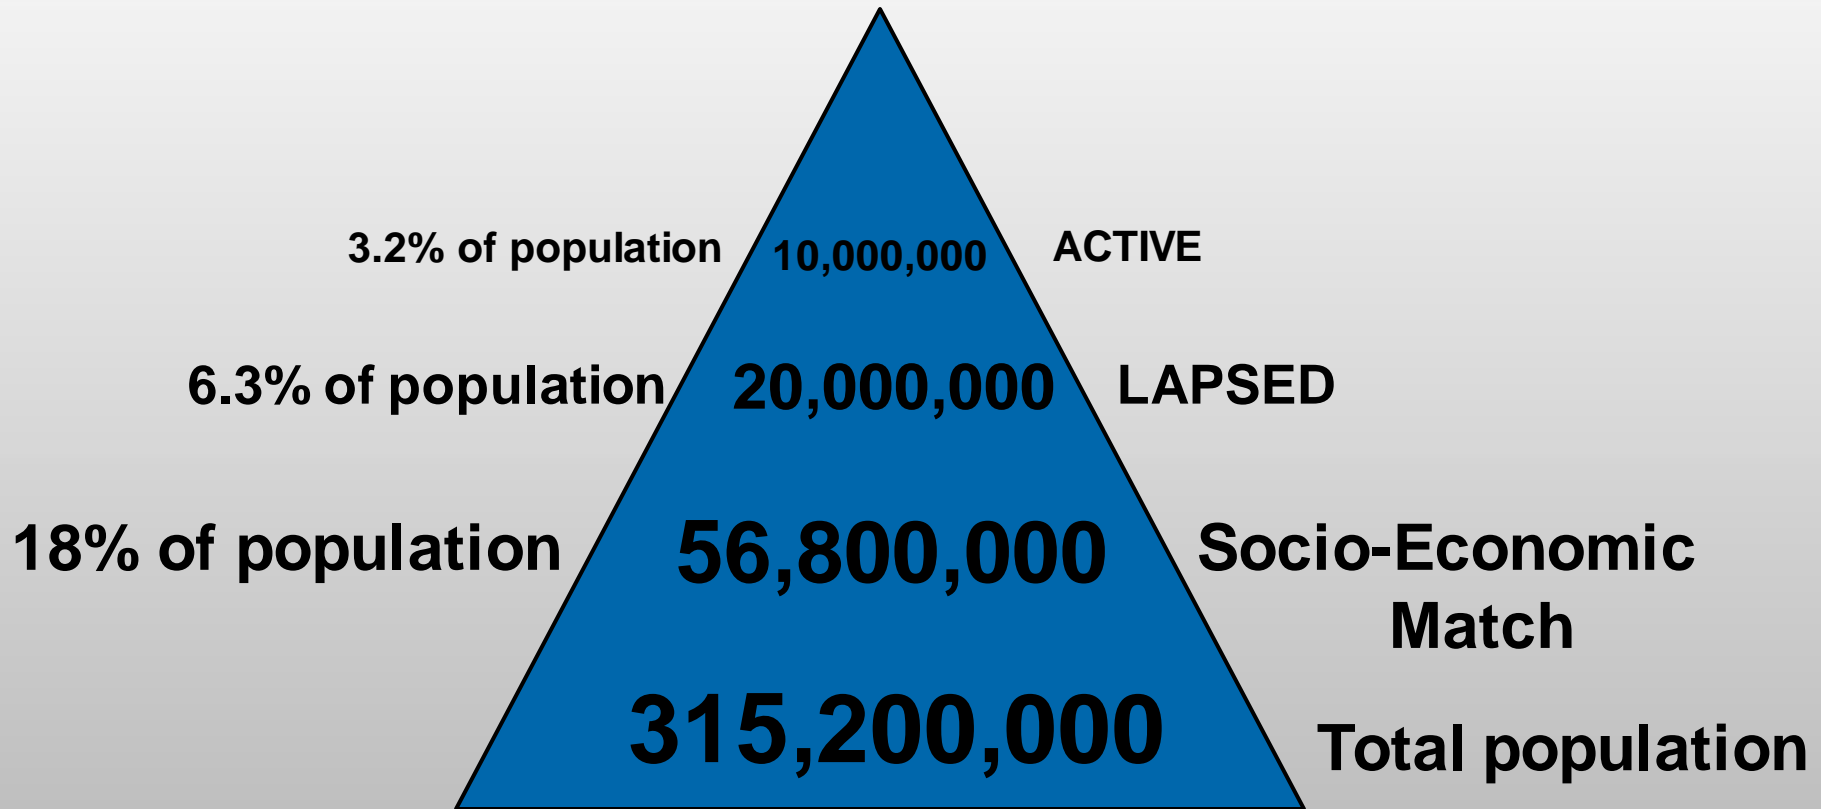 3.2% of population 10,000,000 ACTIVE
6.3% of population 20,000,000 LAPSED
18% of population 56,800,000 Socio-Economic
Match
315,200,000 Total population